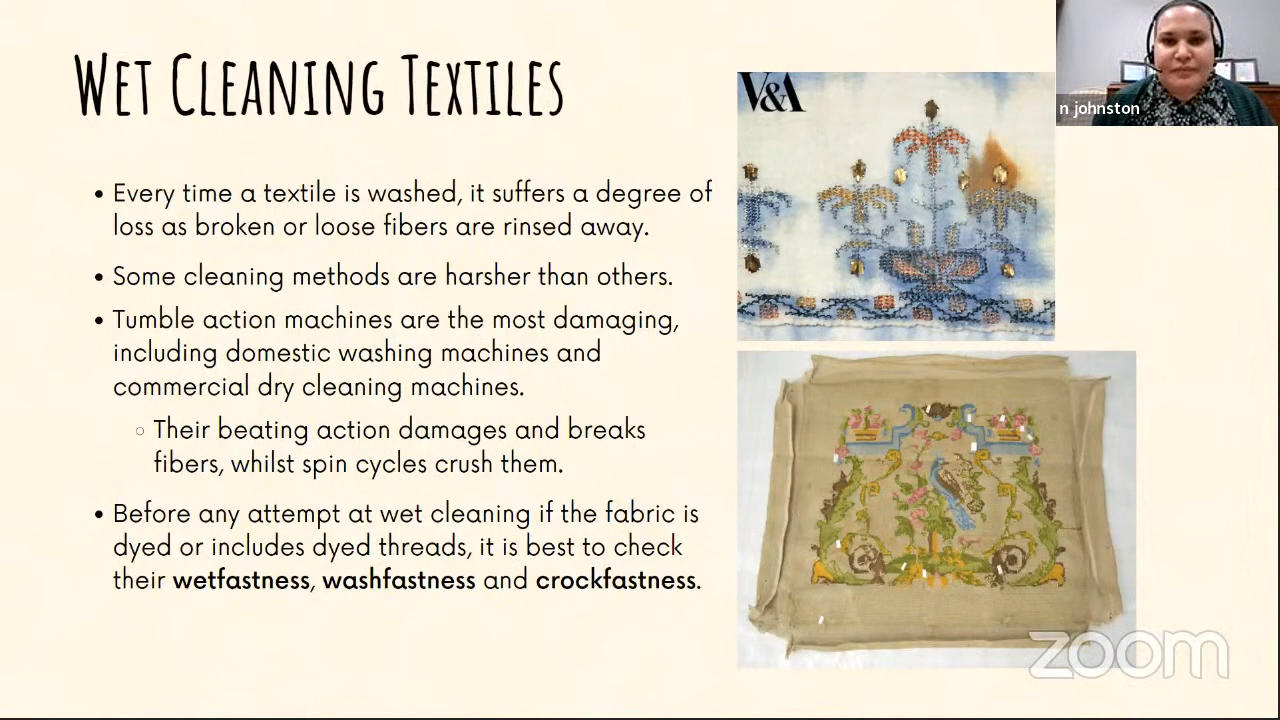 WET CLEANING TEXTILES
• Every time a textile is washed, it suffers a degree of
loss as broken or loose fibers are rinsed away.
• Some cleaning methods are harsher than others.
• Tumble action machines are the most damaging,
including domestic washing machines and
commercial dry cleaning machines.
○ Their beating action damages and breaks
fibers, whilst spin cycles crush them.
• Before any attempt at wet cleaning if the fabric is
dyed or includes dyed threads, it is best to check
their wetfastness, washfastness and crockfastness.
V&A
n johnston
zoom